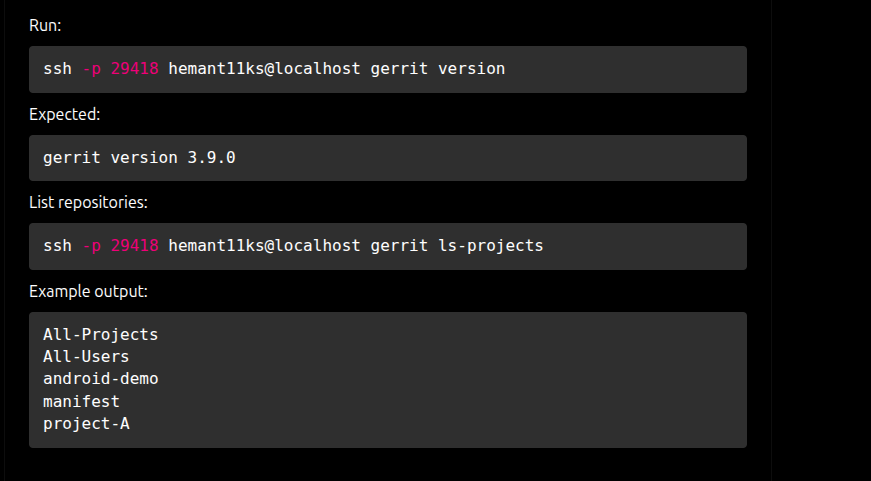 Run:
ssh -p 29418 hemant11ks@localhost gerrit version
Expected:
gerrit version 3.9.0
List repositories:
ssh -p 29418 hemant11ks@localhost gerrit ls-projects
Example output:
All-Projects
All-Users
android-demo
manifest
project-A